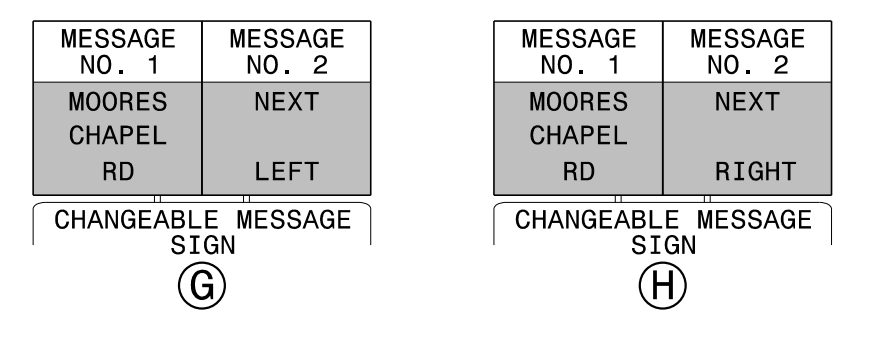 MESSAGE NO. 1
MESSAGE NO. 2
MOORES
CHAPEL
RD
NEXT
LEFT
CHANGEABLE MESSAGE
SIGN
G
MESSAGE NO. 1
MESSAGE NO. 2
MOORES
CHAPEL
RD
NEXT
RIGHT
CHANGEABLE MESSAGE
SIGN
H